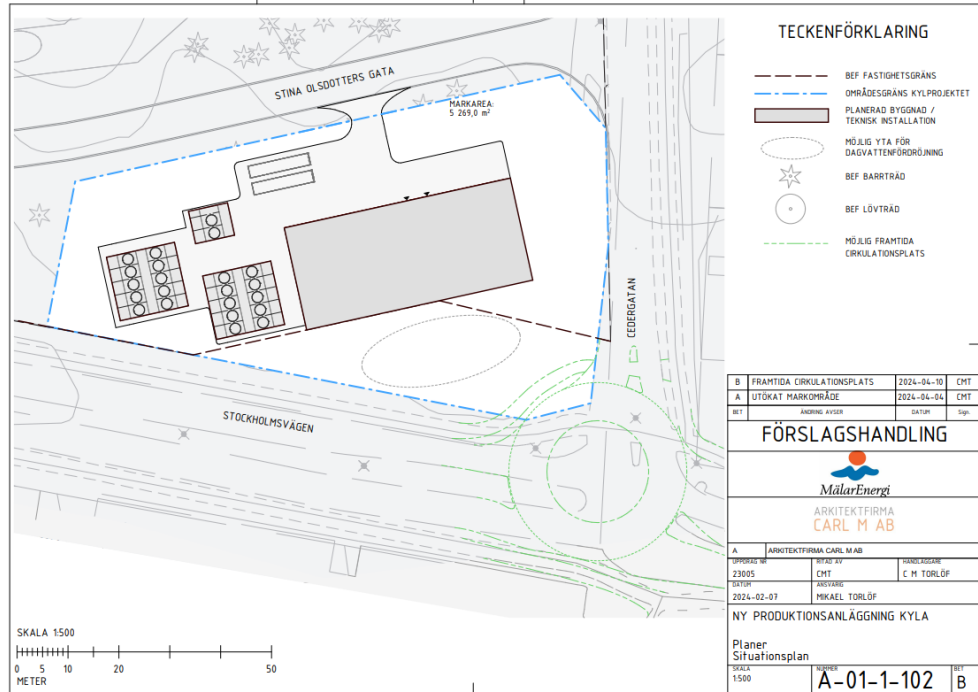 STINA OLSDOTTERS GATA
MARKAREA:
5 269,0 m²
CEDERGATAN
STOCKHOLMSVÄGEN
SKALA 1:500
0 5 10 20 50
METER
TECKENFÖRKLARING
BEF FASTIGHETSGRÄNS
OMRÅDESGRÄNS KYLPROJEKTET
PLANERAD BYGGNAD /
TEKNISK INSTALLATION
MÖJLIG YTA FÖR
DAGVATTENFÖRDRÖJNING
BEF BARRTRÄD
BEF LÖVTRÄD
MÖJLIG FRAMTIDA
CIRKULATIONSPLATS
B FRAMTIDA CIRKULATIONSPLATS 2024-04-10 CMT
A UTÖKAT MARKOMRÅDE 2024-04-04 CMT
BET ÄNDRING AVSER DATUM Sign.
FÖRSLAGSHANDLING
MälarEnergi
ARKITEKTFIRMA
CARL M AB
A ARKITEKTFIRMA CARL M AB
UPPDRAG NR RITAD AV HANDLÄGGARE
23005 CMT C M TORLÖF
DATUM ANSVARIG
2024-02-07 MIKAEL TORLÖF
NY PRODUKTIONSANLÄGGNING KYLA
Planer
Situationsplan
SKALA NUMMER BET
1:500 A-01-1-102 B